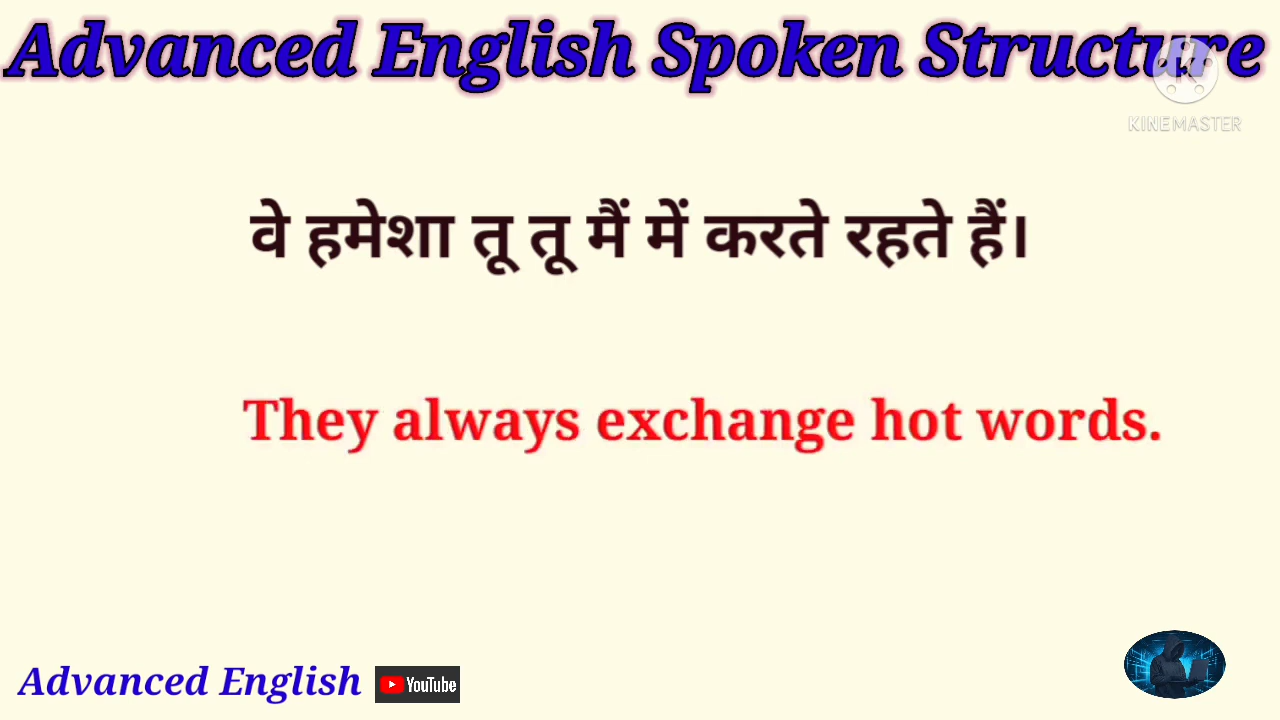 Advanced English Spoken Structure
KINEMASTER
वे हमेशा तू तू मैं में करते रहते हैं।
They always exchange hot words.
Advanced English YouTube